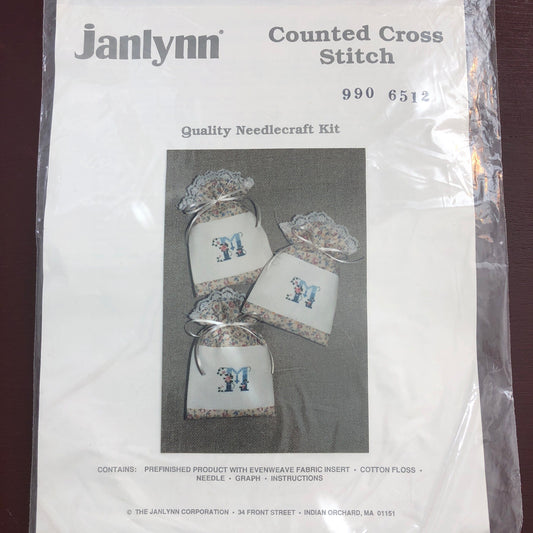 janlynn®
Counted Cross
Stitch
990 6512
Quality Needlecraft Kit
M
M
M
CONTAINS: PREFINISHED PRODUCT WITH EVENWEAVE FABRIC INSERT • COTTON FLOSS •
NEEDLE • GRAPH • INSTRUCTIONS
© THE JANLYNN CORPORATION • 34 FRONT STREET • INDIAN ORCHARD, MA 01151